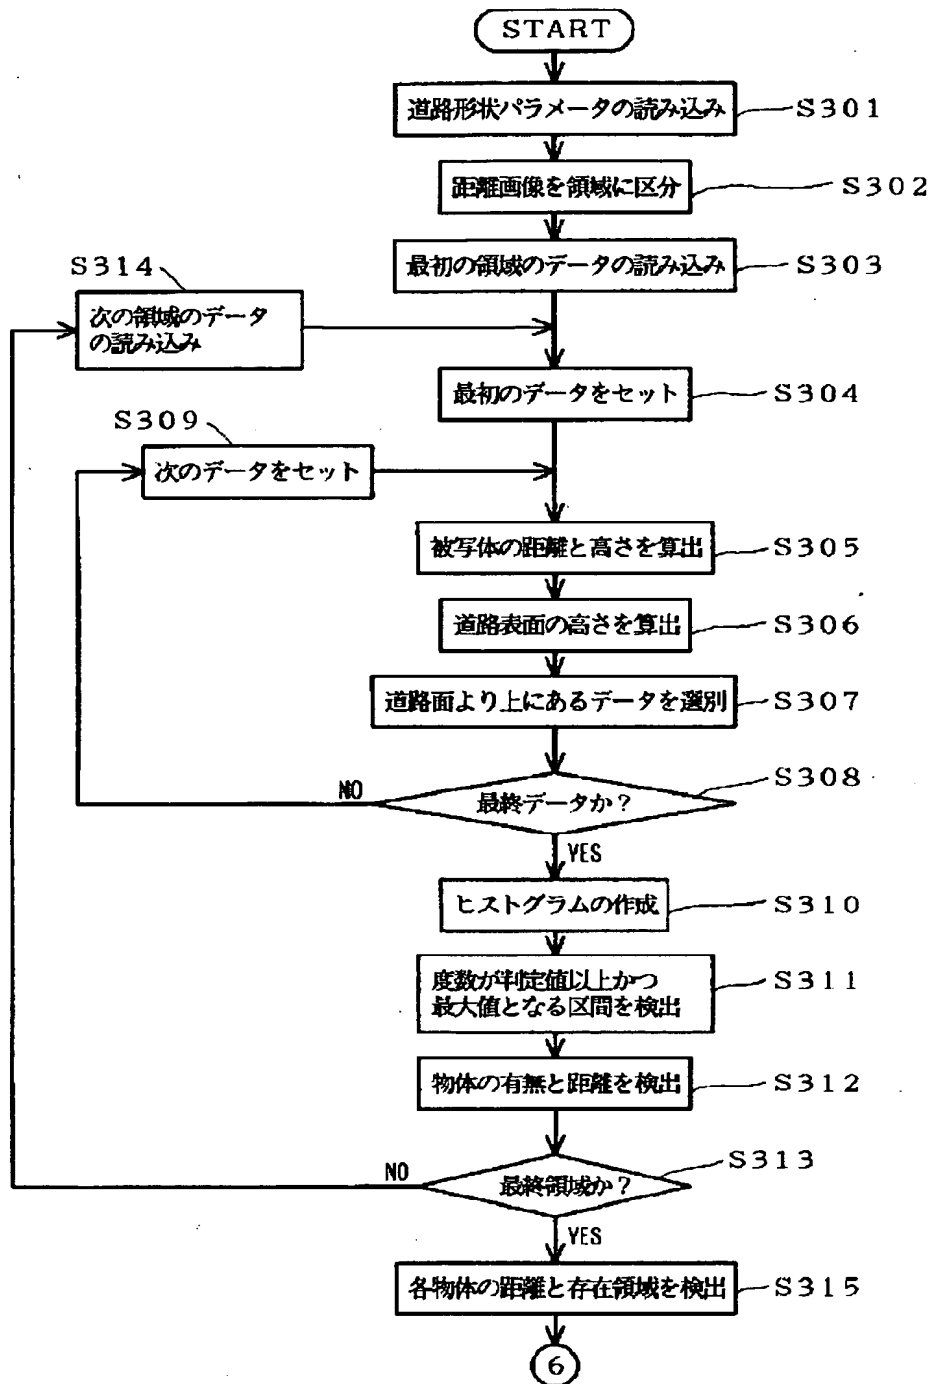 START
道路形状パラメータの読み込み
S301
距離画像を領域に区分
S302
最初の領域のデータの読み込み
S303
S314
次の領域のデータ
の読み込み
最初のデータをセット
S304
S309
次のデータをセット
被写体の距離と高さを算出
S305
道路表面の高さを算出
S306
道路面より上にあるデータを選別
S307
最終データか?
S308
NO
YES
ヒストグラムの作成
S310
度数が判定値以上かつ
最大値となる区間を検出
S311
物体の有無と距離を検出
S312
最終領域か?
S313
NO
YES
各物体の距離と存在領域を検出
S315
6